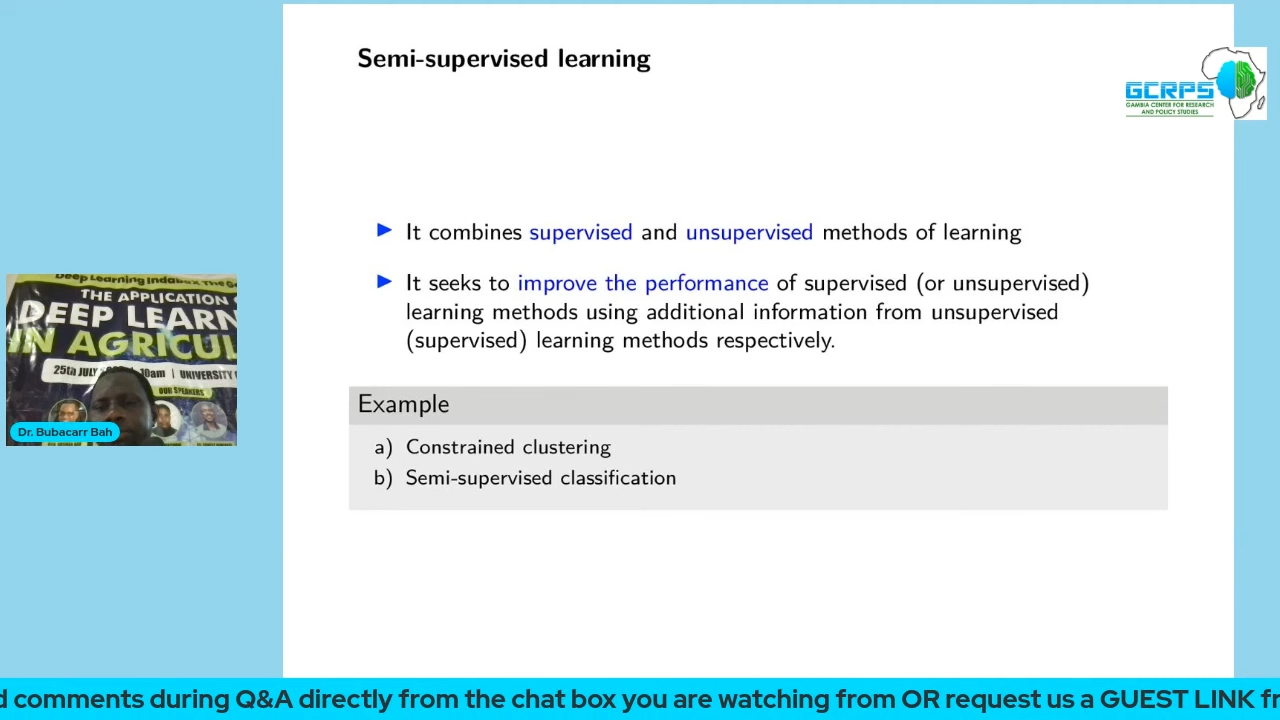 Semi-supervised learning
GCRPS
GAMBIA CENTER FOR RESEARCH
AND POLICY STUDIES
It combines supervised and unsupervised methods of learning
It seeks to improve the performance of supervised (or unsupervised)
learning methods using additional information from unsupervised
(supervised) learning methods respectively.
Example
a) Constrained clustering
b) Semi-supervised classification
Deep Learning Indaba
THE APPLICATION
DEEP LEARN
IN AGRICUL
25th JULY
10am | UNIVERSITY
OUR SPEAKERS
Dr. Bubacarr Bah
d comments during Q&A directly from the chat box you are watching from OR request us a GUEST LINK fr